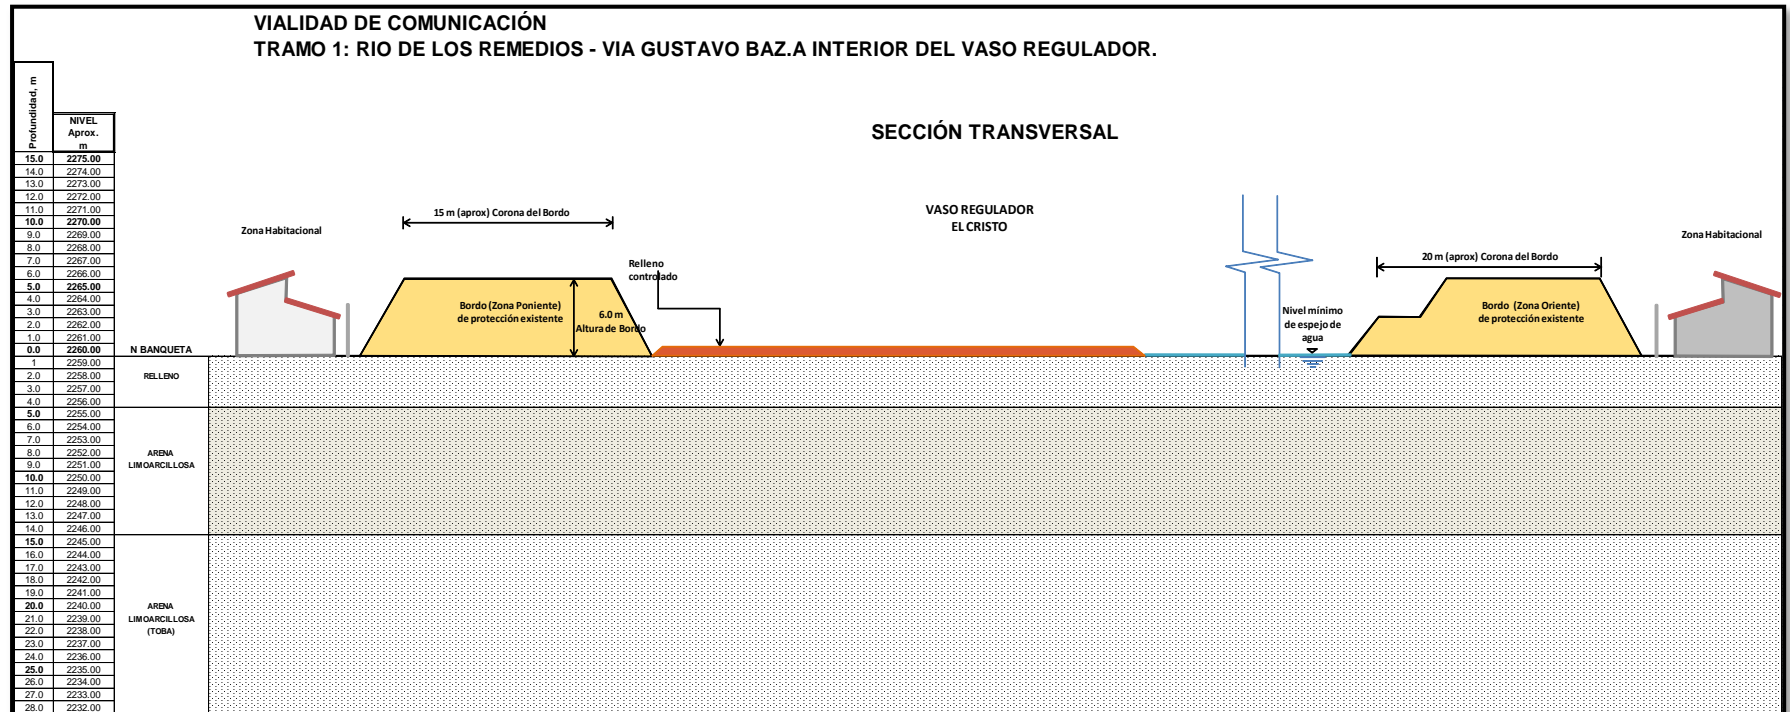 VIALIDAD DE COMUNICACIÓN
TRAMO 1: RIO DE LOS REMEDIOS - VIA GUSTAVO BAZ.A INTERIOR DEL VASO REGULADOR.
Profundidad, m
NIVEL
Aprox.
m
SECCIÓN TRANSVERSAL
15.0 2275.00
14.0 2274.00
13.0 2273.00
12.0 2272.00
11.0 2271.00
10.0 2270.00
9.0 2269.00
8.0 2268.00
7.0 2267.00
6.0 2266.00
5.0 2265.00
4.0 2264.00
3.0 2263.00
2.0 2262.00
1.0 2261.00
0.0 2260.00 N BANQUETA
1 2259.00
2.0 2258.00 RELLENO
3.0 2257.00
4.0 2256.00
5.0 2255.00
6.0 2254.00
7.0 2253.00
8.0 2252.00 ARENA
9.0 2251.00 LIMOARCILLOSA
10.0 2250.00
11.0 2249.00
12.0 2248.00
13.0 2247.00
14.0 2246.00
15.0 2245.00
16.0 2244.00
17.0 2243.00
18.0 2242.00
19.0 2241.00
20.0 2240.00 ARENA
21.0 2239.00 LIMOARCILLOSA
22.0 2238.00 (TOBA)
23.0 2237.00
24.0 2236.00
25.0 2235.00
26.0 2234.00
27.0 2233.00
28.0 2232.00
Zona Habitacional
15 m (aprox) Corona del Bordo
Bordo (Zona Poniente)
de protección existente
6.0 m
Altura de Bordo
Relleno
controlado
VASO REGULADOR
EL CRISTO
Nivel mínimo
de espejo de
agua
20 m (aprox) Corona del Bordo
Bordo (Zona Oriente)
de protección existente
Zona Habitacional